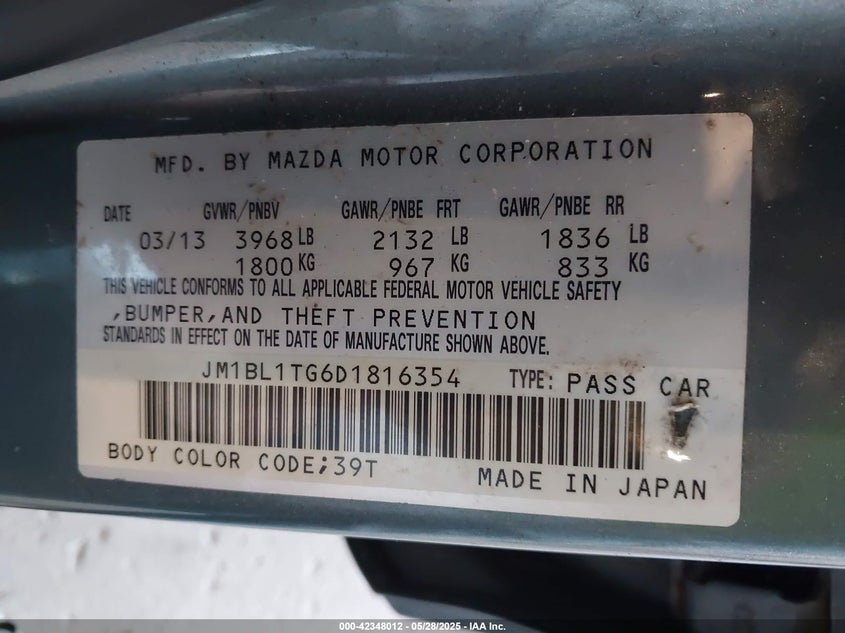 MFD. BY MAZDA MOTOR CORPORATION
DATE GVWR/PNBV GAWR/PNBE FRT GAWR/PNBE RR
03/13 3968 LB 2132 LB 1836 LB
1800 KG 967 KG 833 KG
THIS VEHICLE CONFORMS TO ALL APPLICABLE FEDERAL MOTOR VEHICLE SAFETY
,BUMPER,AND THEFT PREVENTION
STANDARDS IN EFFECT ON THE DATE OF MANUFACTURE SHOWN ABOVE.
JM1BL1TG6D1816354 TYPE: PASS CAR
BODY COLOR CODE;39T
MADE IN JAPAN
000-42348012 — 05/28/2025 — IAA Inc.